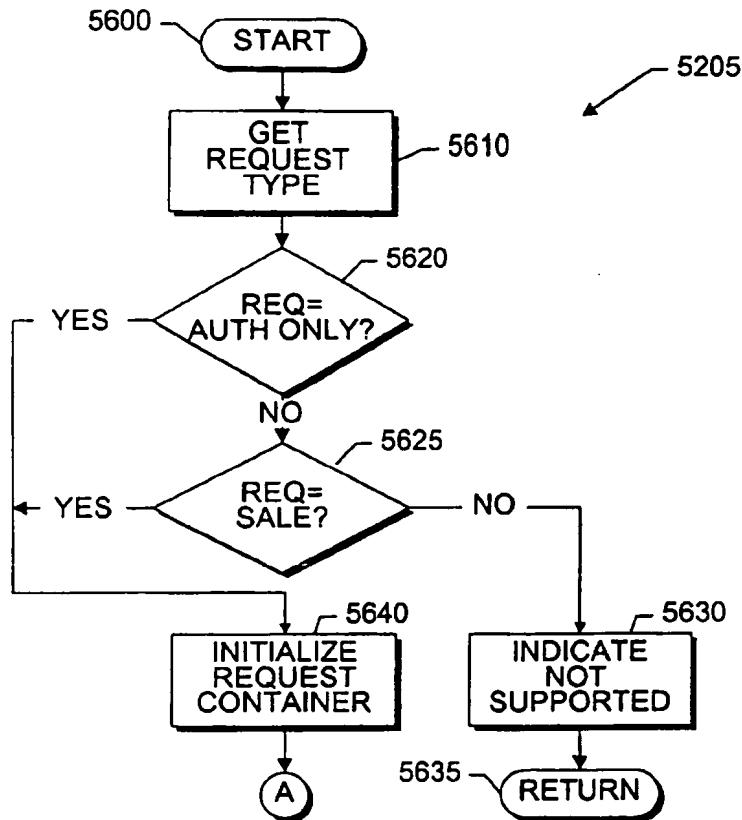 5600
START
5205
GET
REQUEST
TYPE
5610
5620
REQ=
AUTH ONLY?
YES
NO
5625
REQ=
SALE?
YES
NO
5640
INITIALIZE
REQUEST
CONTAINER
5630
INDICATE
NOT
SUPPORTED
A
5635
RETURN